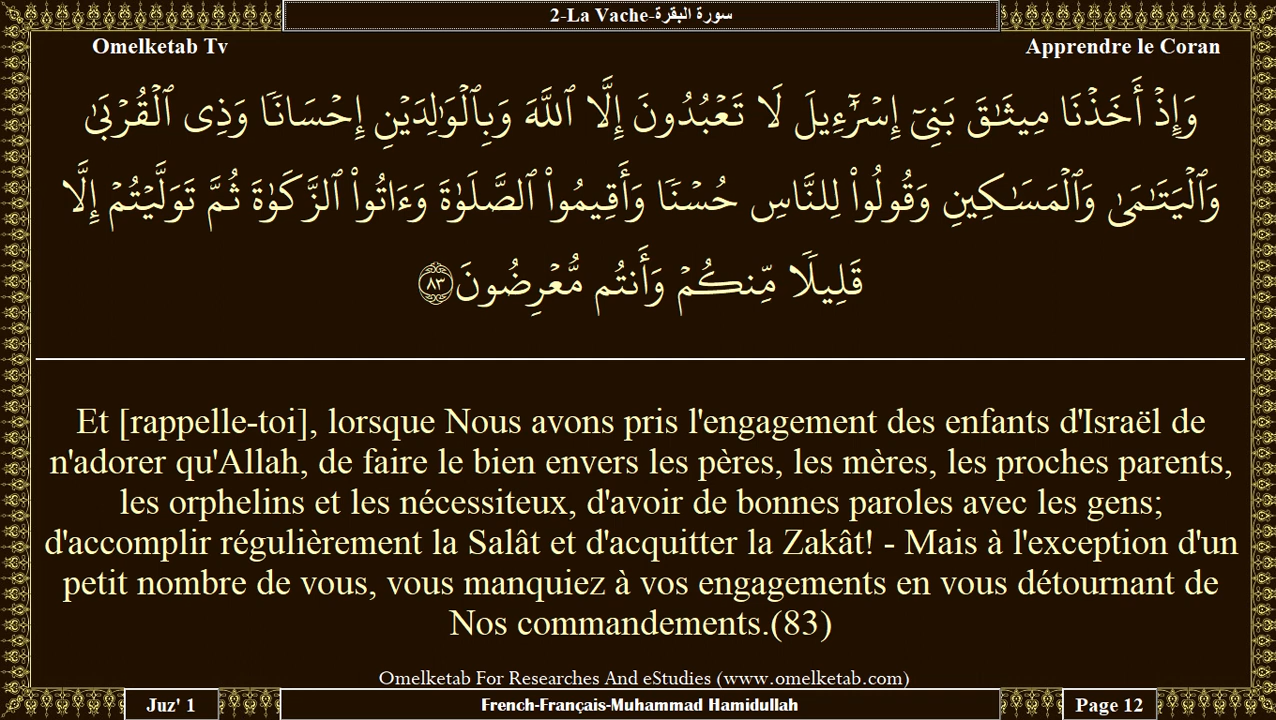 2-La Vache-سورة البقرة
Omelketab Tv
Apprendre le Coran
وَإِذۡ أَخَذۡنَا مِيثَٰقَ بَنِيٓ إِسۡرَٰٓءِيلَ لَا تَعۡبُدُونَ إِلَّا ٱللَّهَ وَبِٱلۡوَٰلِدَيۡنِ إِحۡسَانٗا وَذِي ٱلۡقُرۡبَىٰ
وَٱلۡيَتَٰمَىٰ وَٱلۡمَسَٰكِينِ وَقُولُواْ لِلنَّاسِ حُسۡنٗا وَأَقِيمُواْ ٱلصَّلَوٰةَ وَءَاتُواْ ٱلزَّكَوٰةَ ثُمَّ تَوَلَّيۡتُمۡ إِلَّا
قَلِيلٗا مِّنكُمۡ وَأَنتُم مُّعۡرِضُونَ ٨٣
Et [rappelle-toi], lorsque Nous avons pris l'engagement des enfants d'Israël de
n'adorer qu'Allah, de faire le bien envers les pères, les mères, les proches parents,
les orphelins et les nécessiteux, d'avoir de bonnes paroles avec les gens;
d'accomplir régulièrement la Salât et d'acquitter la Zakât! - Mais à l'exception d'un
petit nombre de vous, vous manquiez à vos engagements en vous détournant de
Nos commandements.(83)
Omelketab For Researches And eStudies (www.omelketab.com)
Juz' 1
French-Français-Muhammad Hamidullah
Page 12